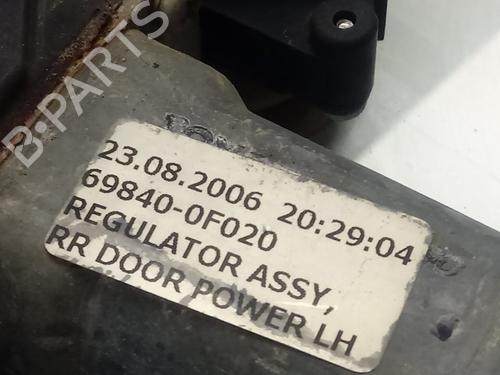 B-PARTS
23.08.2006 20:29:04
69840-0F020
REGULATOR ASSY,
RR DOOR POWER LH